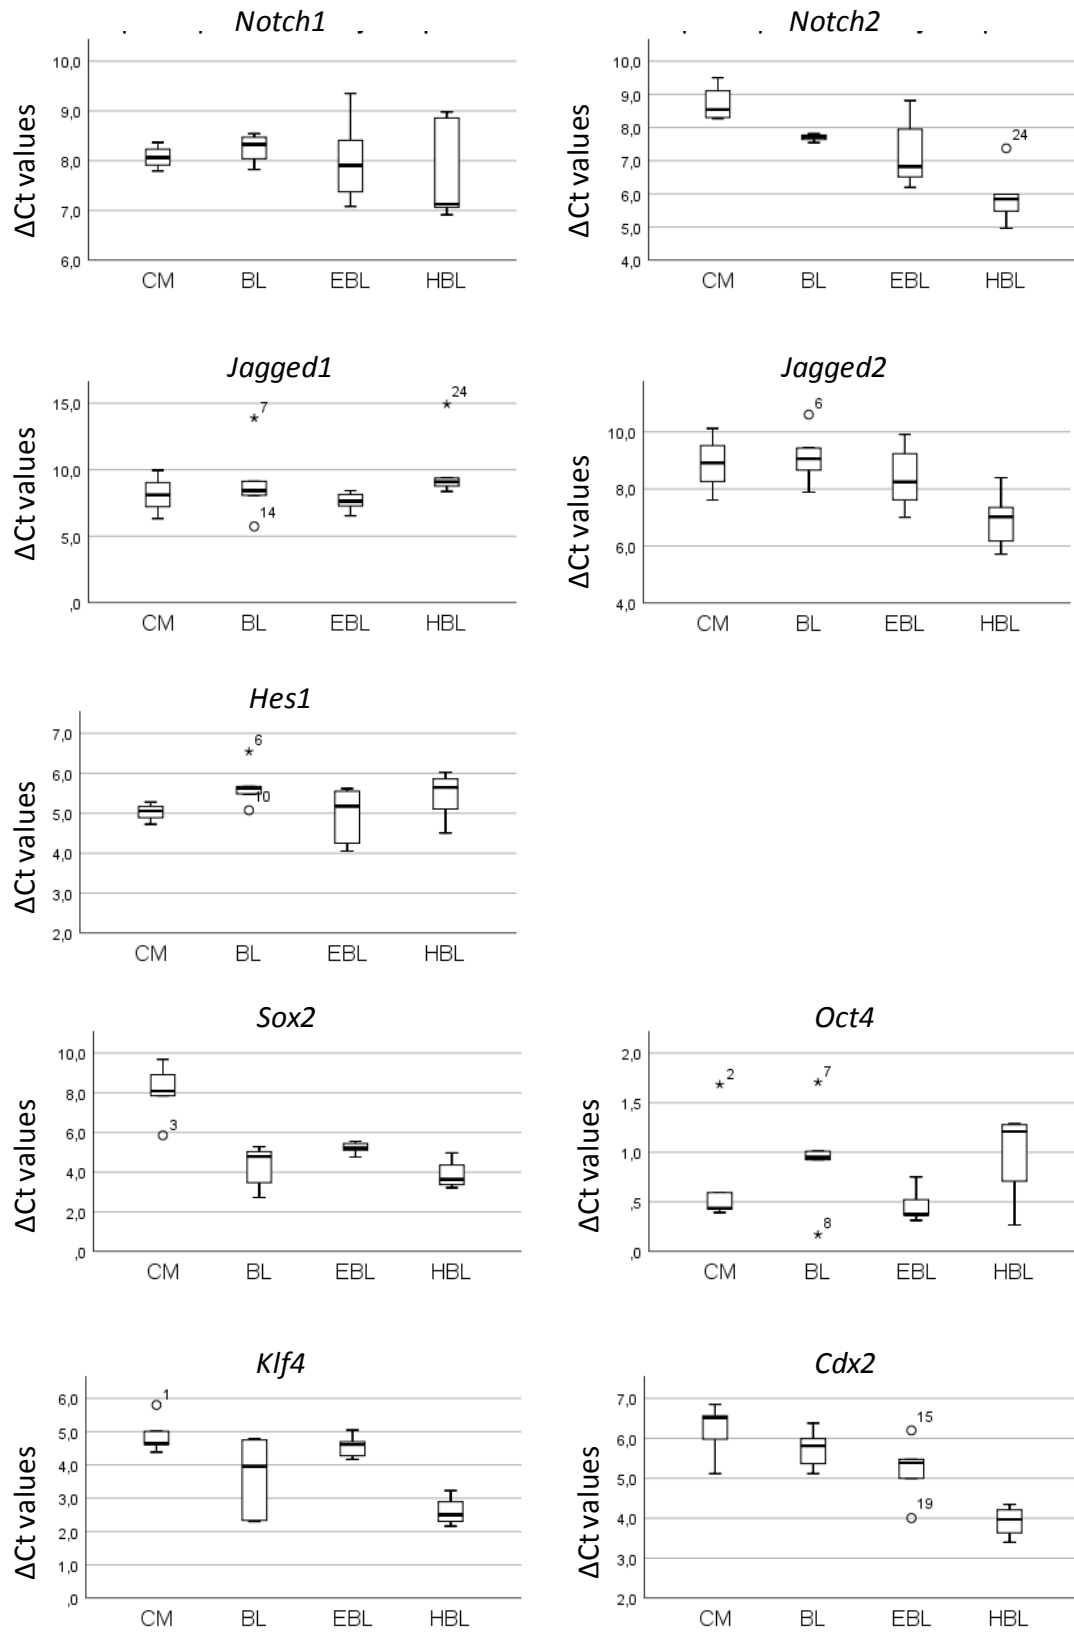 Notch1
ΔCt values
10,0
9,0
8,0
7,0
6,0
CM BL EBL HBL
Notch2
ΔCt values
10,0
9,0
8,0
7,0
6,0
5,0
4,0
24
CM BL EBL HBL
Jagged1
ΔCt values
15,0
10,0
5,0
,0
7
14
24
CM BL EBL HBL
Jagged2
ΔCt values
10,0
8,0
6,0
4,0
6
CM BL EBL HBL
Hes1
ΔCt values
7,0
6,0
5,0
4,0
3,0
2,0
6
10
CM BL EBL HBL
Sox2
ΔCt values
10,0
8,0
6,0
4,0
2,0
,0
3
CM BL EBL HBL
Oct4
ΔCt values
2,0
1,5
1,0
,5
,0
2
7
8
CM BL EBL HBL
Klf4
ΔCt values
6,0
5,0
4,0
3,0
2,0
1,0
,0
1
CM BL EBL HBL
Cdx2
ΔCt values
7,0
6,0
5,0
4,0
3,0
2,0
15
19
CM BL EBL HBL